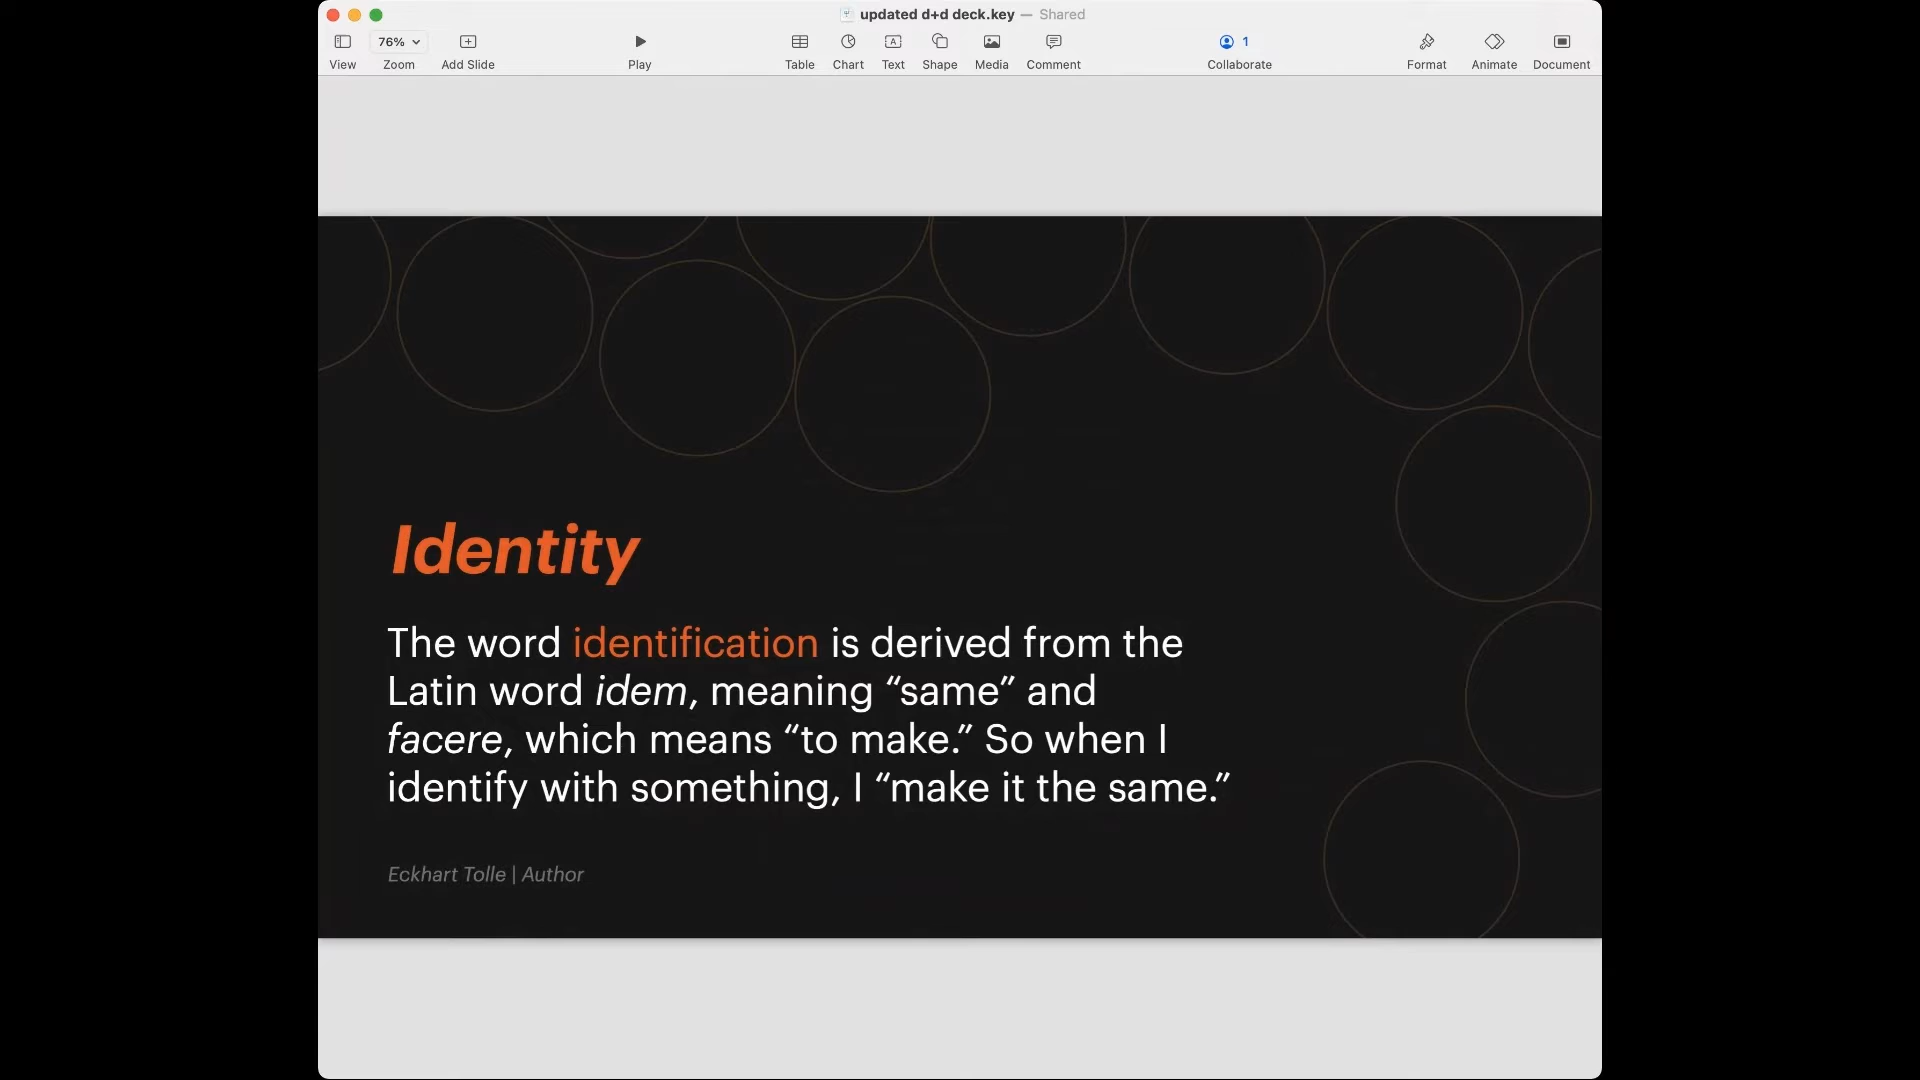 updated d+d deck.key — Shared
76%
1
View
Zoom
Add Slide
Play
Table
Chart
Text
Shape
Media
Comment
Collaborate
Format
Animate
Document
Identity
The word identification is derived from the
Latin word idem, meaning “same” and
facere, which means “to make.” So when I
identify with something, I “make it the same.”
Eckhart Tolle | Author